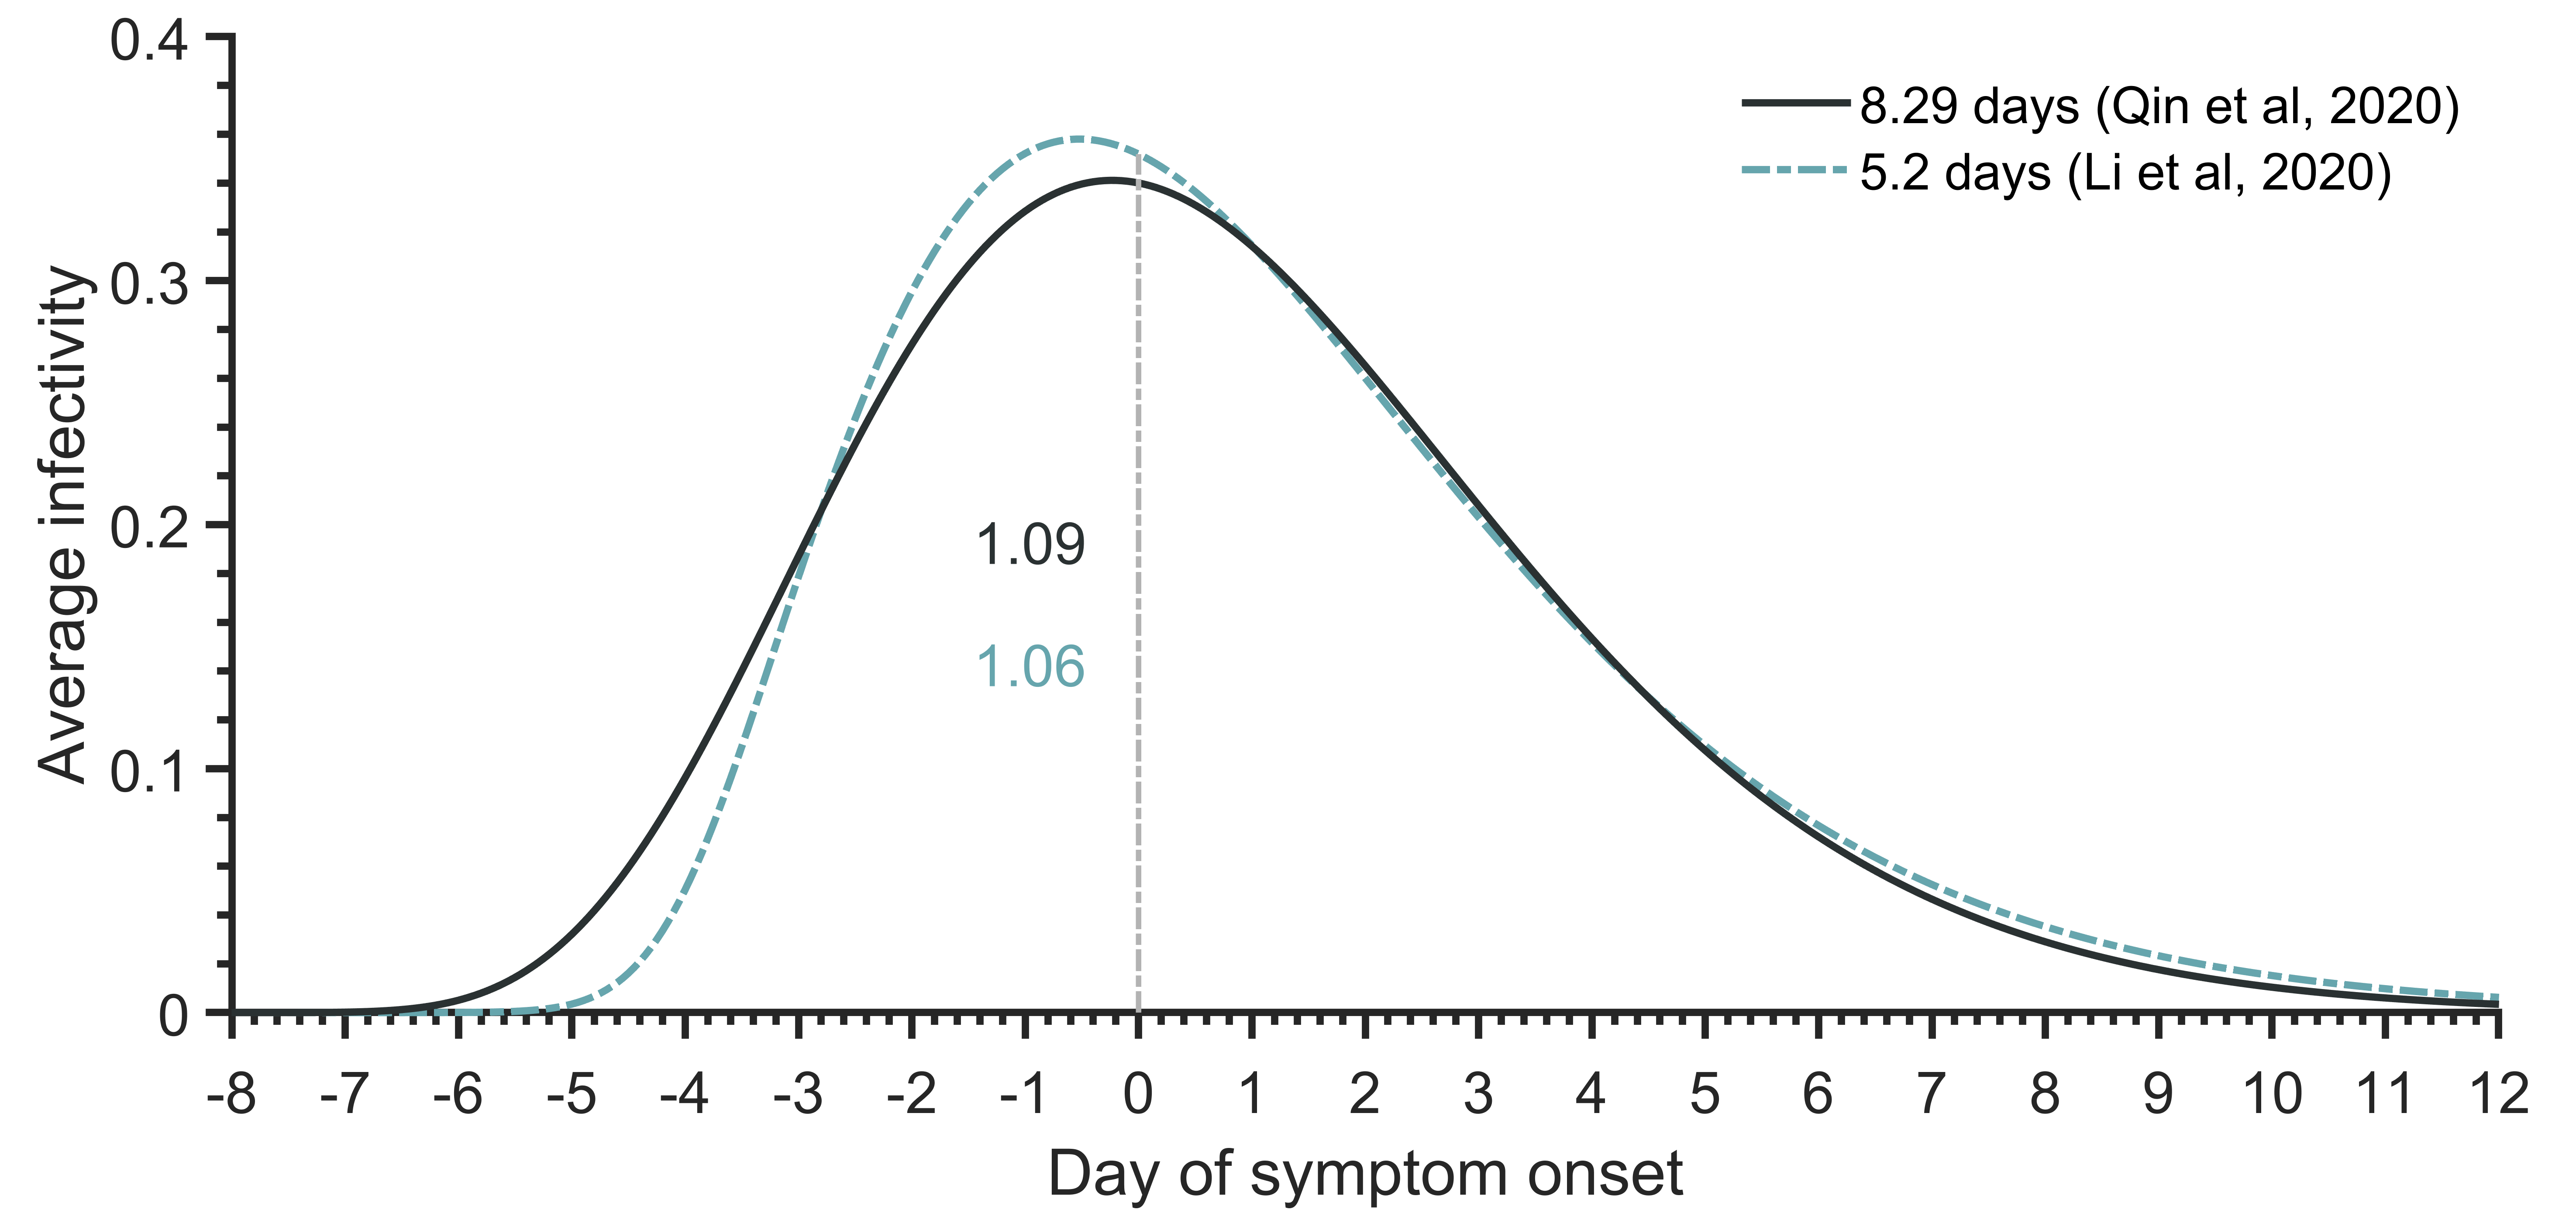 0.4
0.3
0.2
0.1
0
Average infectivity
8.29 days (Qin et al, 2020)
5.2 days (Li et al, 2020)
1.09
1.06
-8 -7 -6 -5 -4 -3 -2 -1 0 1 2 3 4 5 6 7 8 9 10 11 12
Day of symptom onset